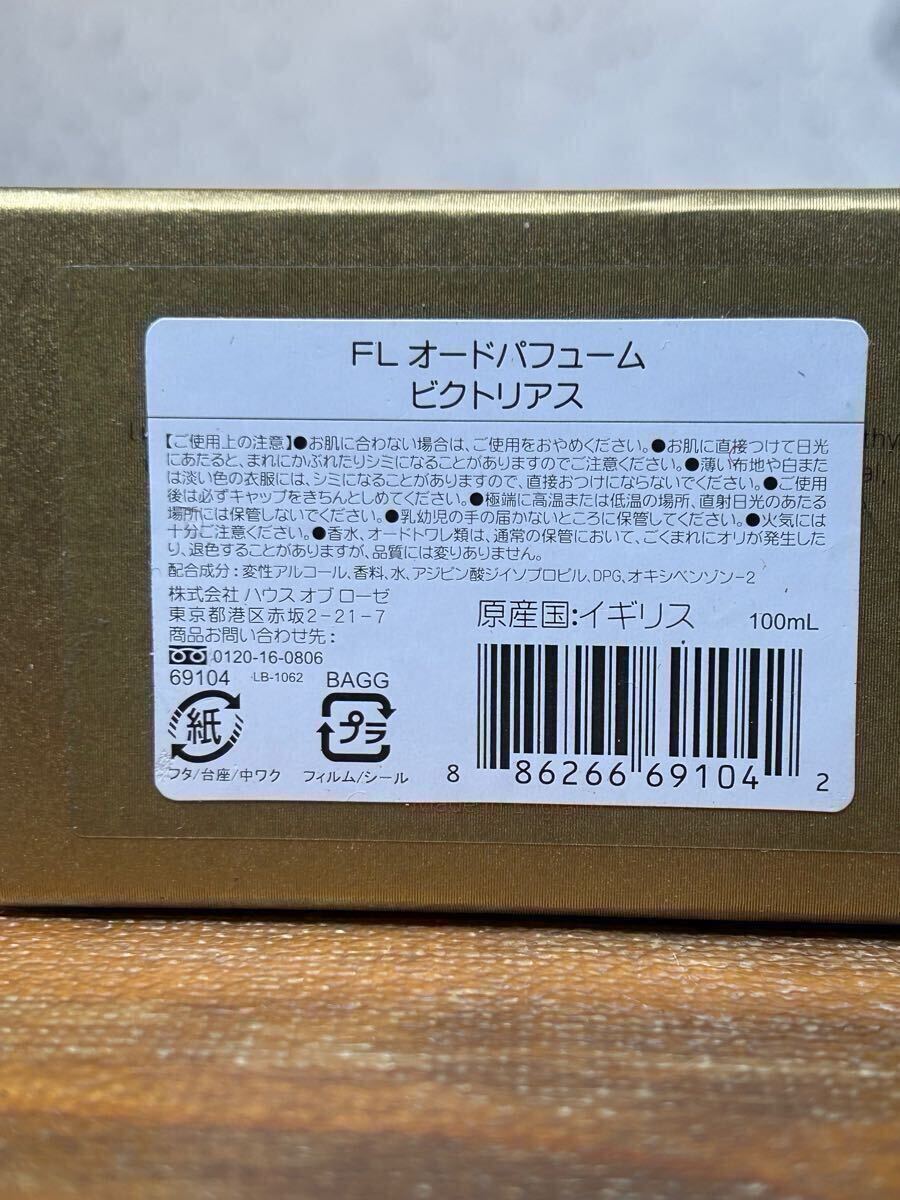 FL オードパフューム
ビクトリアス
【ご使用上の注意】●お肌に合わない場合は、ご使用をおやめください。●お肌に直接つけて日光
にあたると、まれにかぶれたりシミになることがありますのでご注意ください。●薄い布地や白また
は淡い色の衣服には、シミになることがありますので、直接おつけにならないでください。●ご使用
後は必ずキャップをきちんとしめてください。●極端に高温または低温の場所、直射日光のあたる
場所には保管しないでください。●乳幼児の手の届かないところに保管してください。●火気には
十分ご注意ください。●香水、オードトワレ類は、通常の保管において、ごくまれにオリが発生した
り、退色することがありますが、品質には変りありません。
配合成分：変性アルコール、香料、水、アジピン酸ジイソプロピル、DPG、オキシベンゾン-2
株式会社 ハウス オブ ローゼ
東京都港区赤坂2-21-7
商品お問い合わせ先：
0120-16-0806
69104 LB-1062 BAGG
原産国：イギリス 100mL
紙
プラ
フタ/台座/中ワク フィルム/シール
8 86266 69104 2